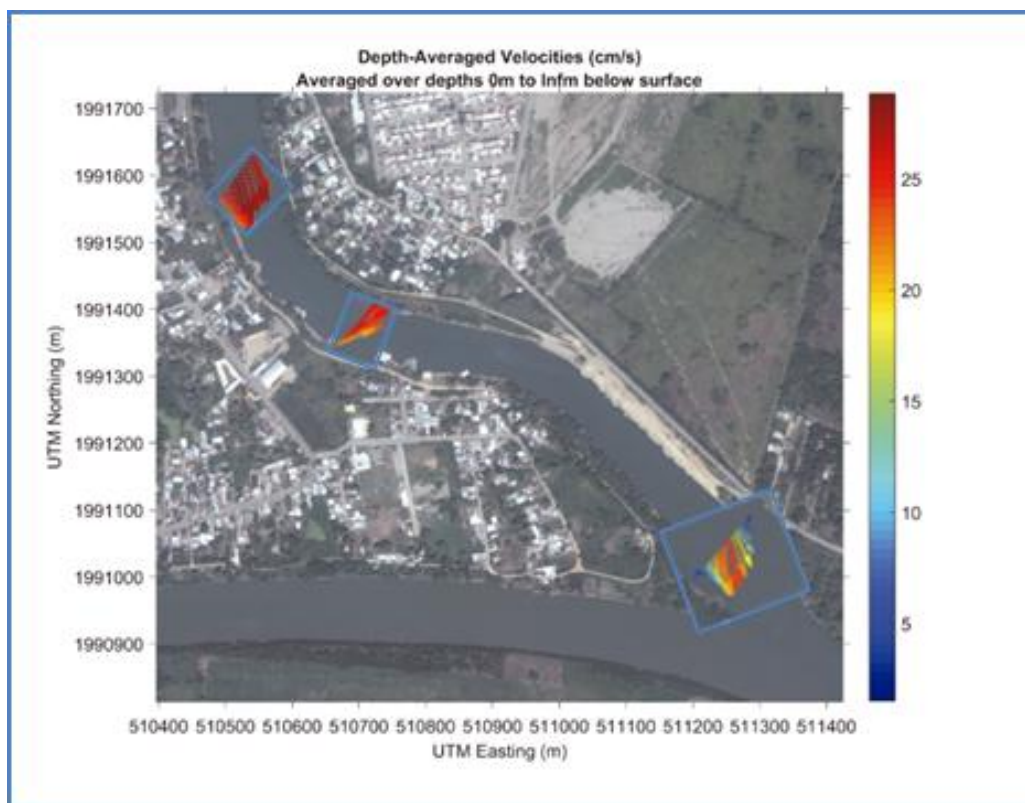 Depth-Averaged Velocities (cm/s)
Averaged over depths 0m to Infm below surface
1991700
1991600
1991500
1991400
1991300
1991200
1991100
1991000
1990900
UTM Northing (m)
25
20
15
10
5
510400 510500 510600 510700 510800 510900 511000 511100 511200 511300 511400
UTM Easting (m)